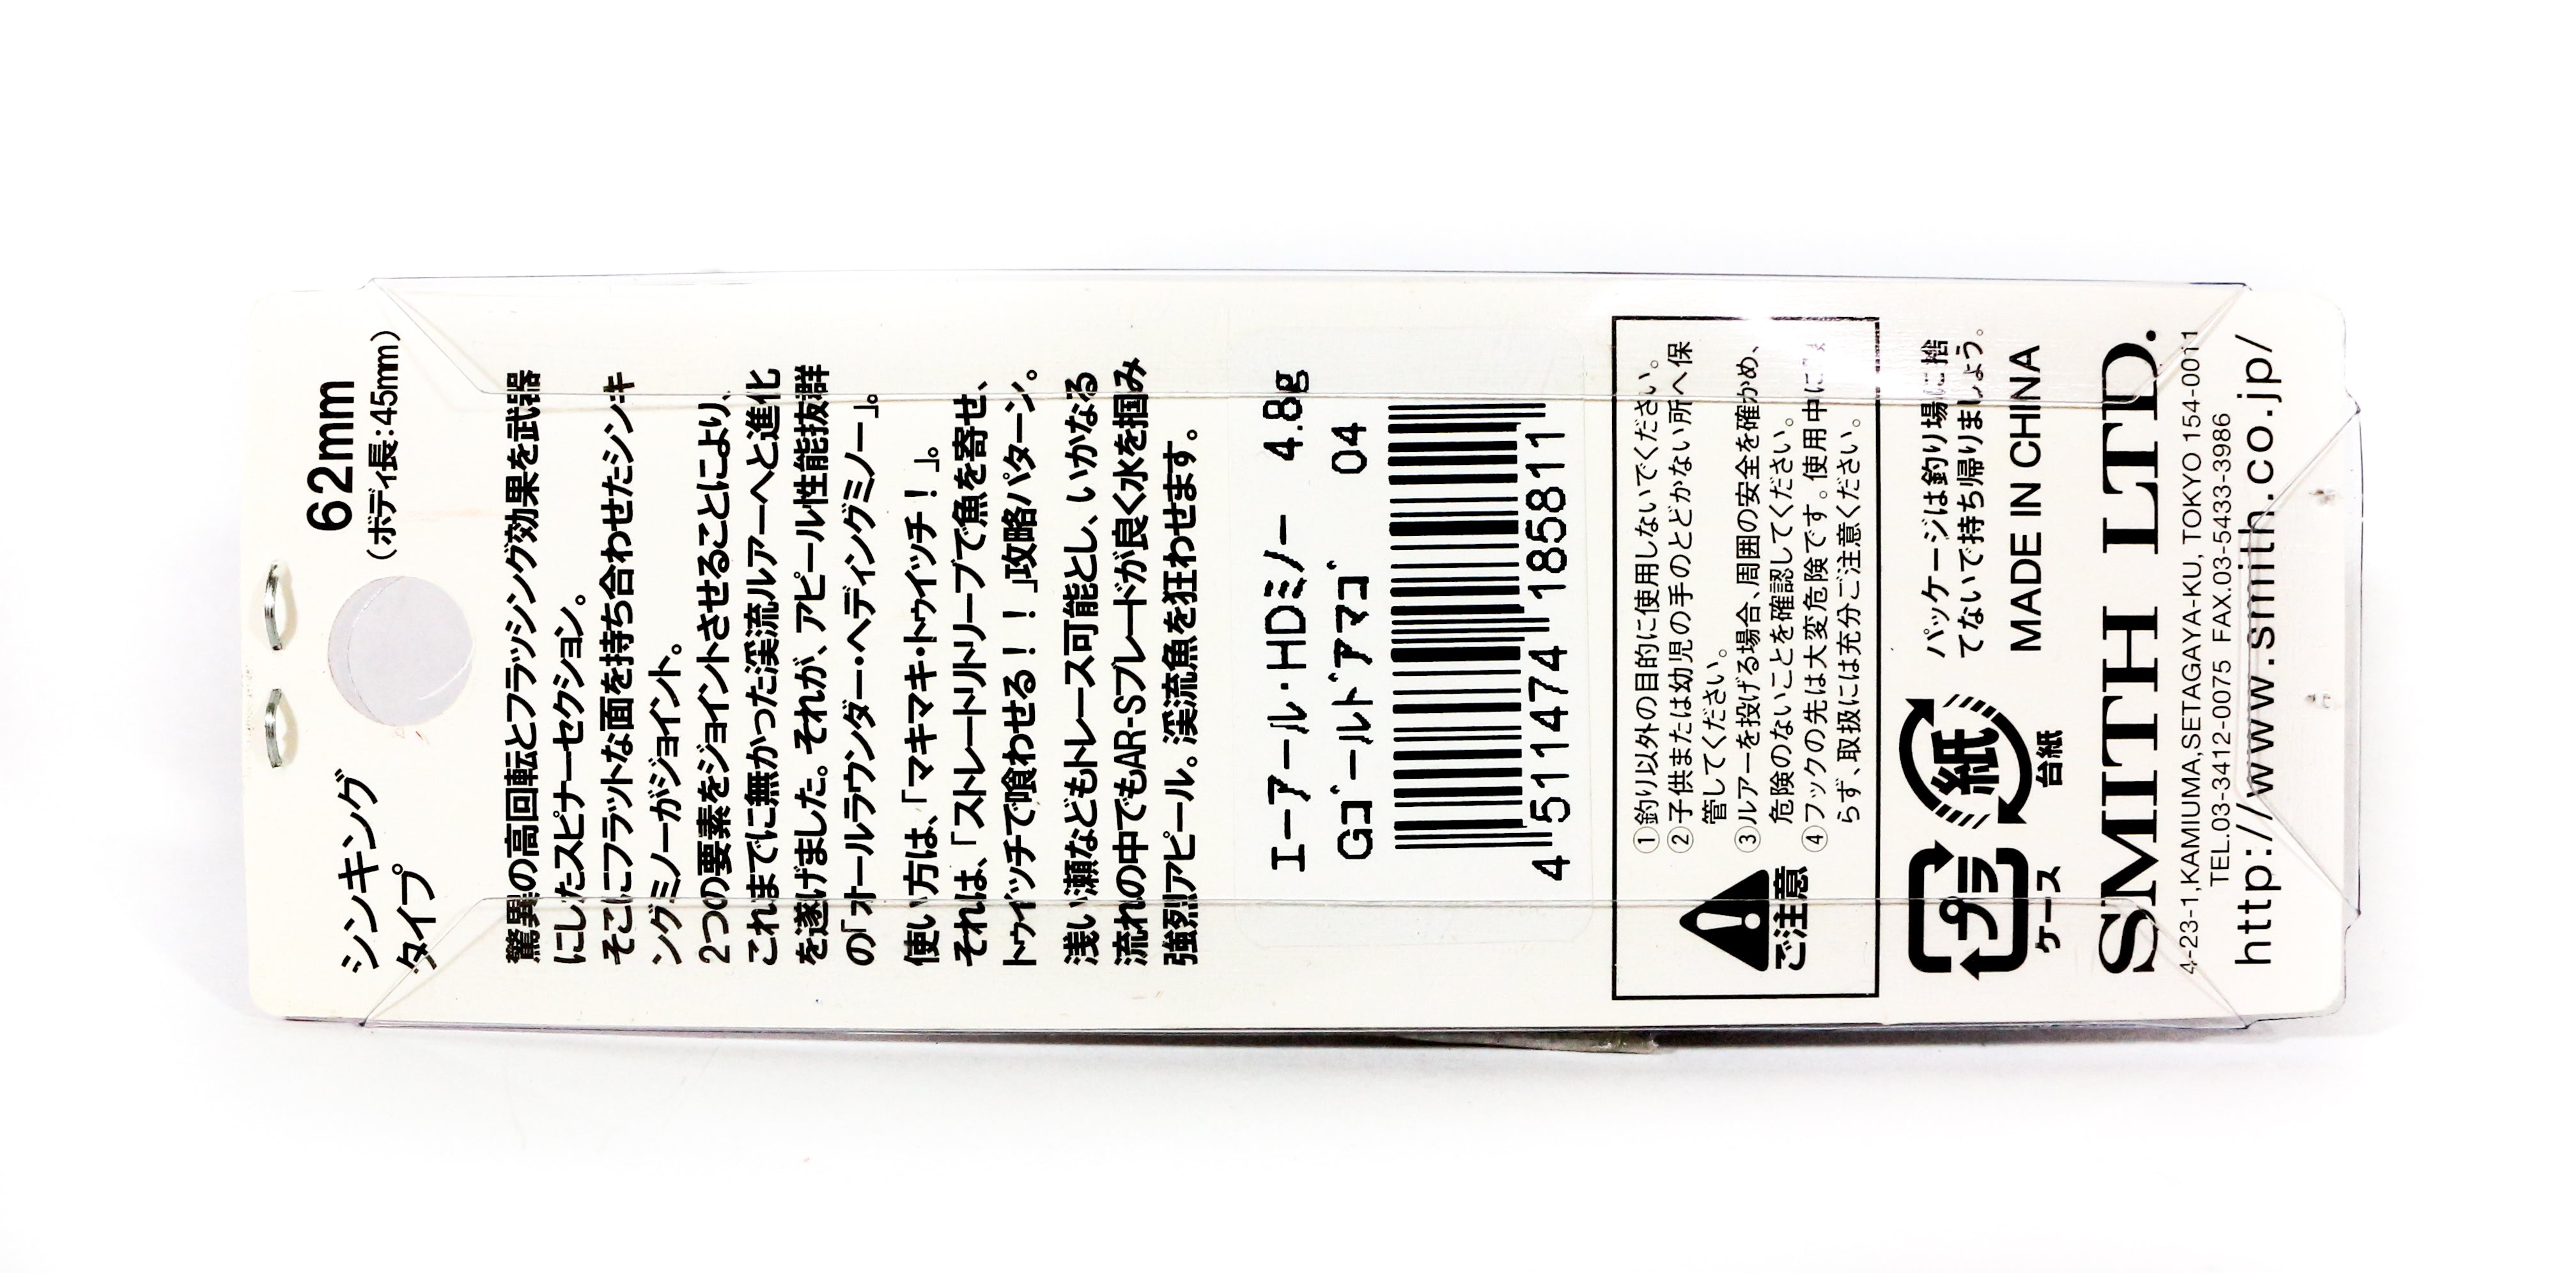 シンキング
タイプ
62mm
(ボディ長:45mm)
驚異の高回転とフラッシング効果を武器
にしたスピナーセクション。
そこにフラットな面を持ち合わせたシンキ
ングミノーがジョイント。
2つの要素をジョイントさせることにより、
これまでに無かった渓流ルアーへと進化
を遂げました。それが、アピール性能抜群
の「オールラウンダー・ヘディングミノー」。
使い方は、「マキマキ・トゥイッチ!」。
それは、「ストレートリトリーブで魚を寄せ、
トゥイッチで喰わせる!!」攻略パターン。
浅い瀬などもトレース可能とし、いかなる
流れの中でもAR-Sブレードが良く水を掴み
強烈アピール。渓流魚を狂わせます。
エーアール・HDミノー 4.8g
Gゴールドアマゴ 04
4 511474 185811
ご注意
①釣り以外の目的に使用しないでください。
②子供または幼児の手のとどかない所へ保
管してください。
③ルアーを投げる場合、周囲の安全を確かめ、
危険のないことを確認してください。
④フックの先は大変危険です。使用中に
らず、取扱には充分ご注意ください。
プラ
ケース
紙
台紙
パッケージは釣り場に捨
てないで持ち帰りましょう。
MADE IN CHINA
SMITH LTD.
4-23-1,KAMIUMA,SETAGAYA-KU, TOKYO 154-0011
TEL.03-3412-0075 FAX.03-5433-3986
http://www.smith.co.jp/